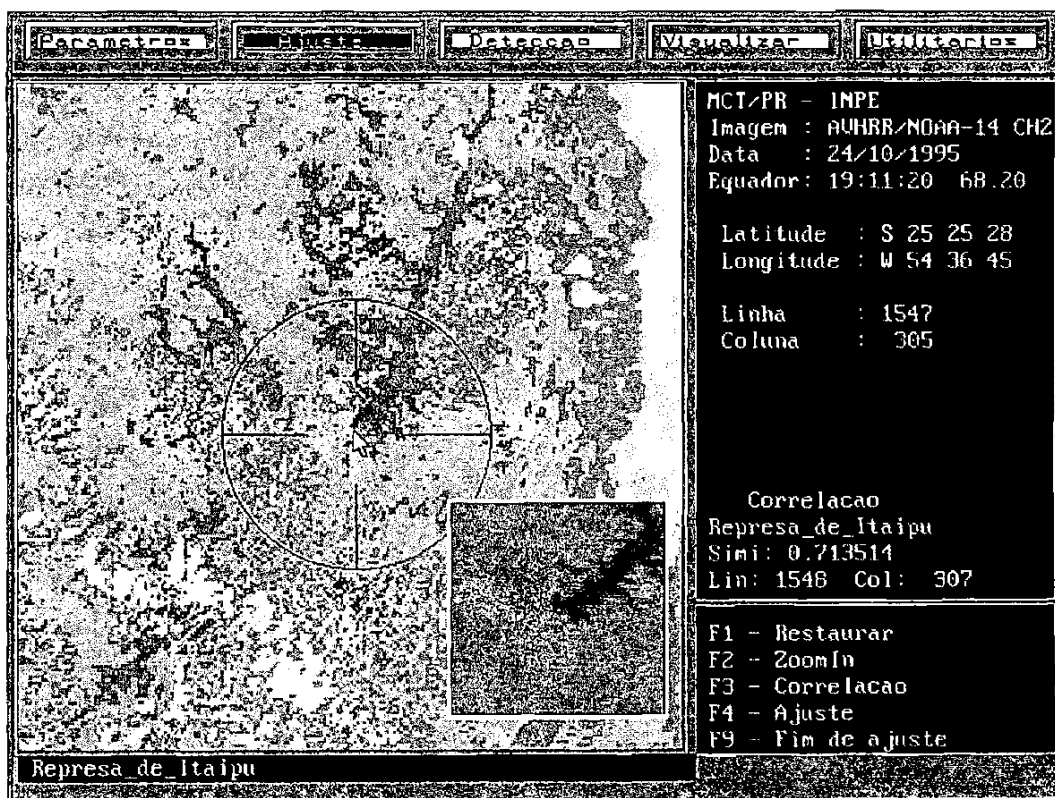 Parametros Ajuste Deteccao Visualizar Utilitarios
MCT/PR - INPE
Imagem : AVHRR/NOAA-14 CH2
Data : 24/10/1995
Equador: 19:11:20 68.20
Latitude : S 25 25 28
Longitude : W 54 36 45
Linha : 1547
Coluna : 305
Correlacao
Represa_de_Itaipu
Simi: 0.713514
Lin: 1548 Col: 307
F1 - Restaurar
F2 - ZoomIn
F3 - Correlacao
F4 - Ajuste
F9 - Fim de ajuste
Represa_de_Itaipu